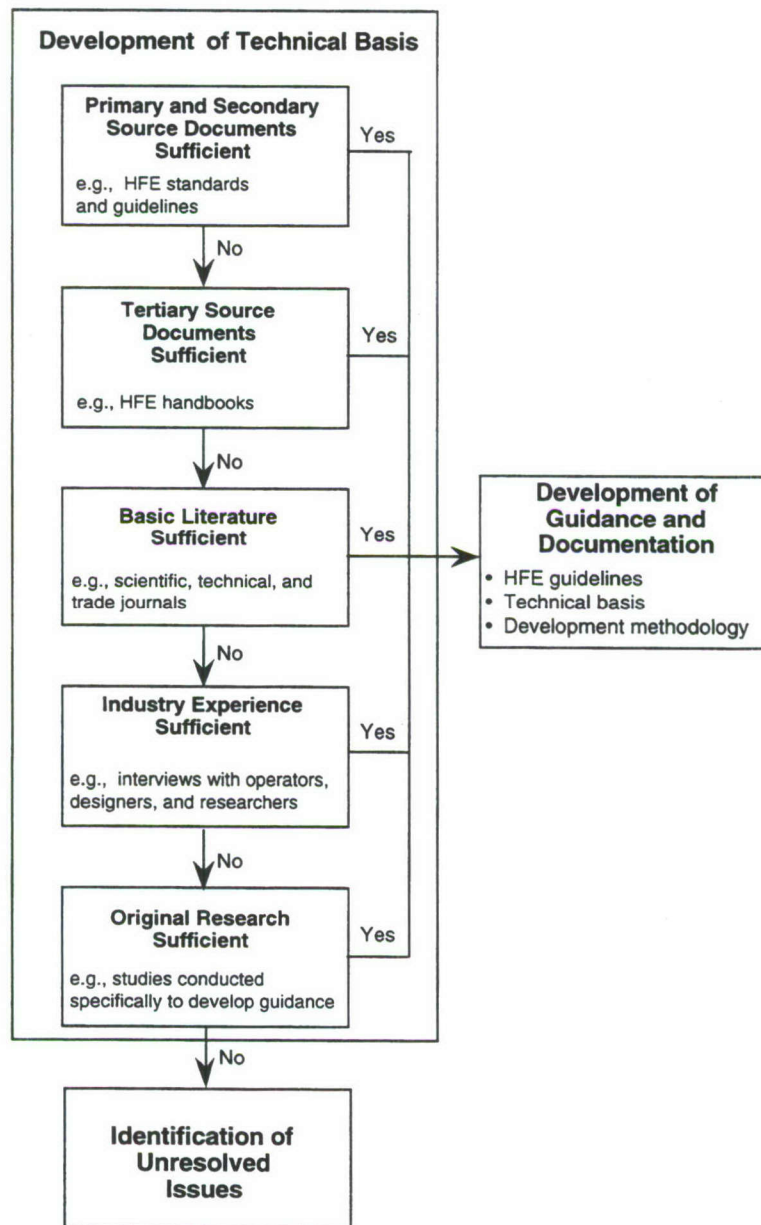 Development of Technical Basis
Primary and Secondary
Source Documents
Sufficient
e.g., HFE standards
and guidelines
Yes
No
Tertiary Source
Documents
Sufficient
e.g., HFE handbooks
Yes
No
Basic Literature
Sufficient
e.g., scientific, technical, and
trade journals
Yes
No
Industry Experience
Sufficient
e.g., interviews with operators,
designers, and researchers
Yes
No
Original Research
Sufficient
e.g., studies conducted
specifically to develop guidance
Yes
No
Identification of
Unresolved
Issues
Development of
Guidance and
Documentation
• HFE guidelines
• Technical basis
• Development methodology